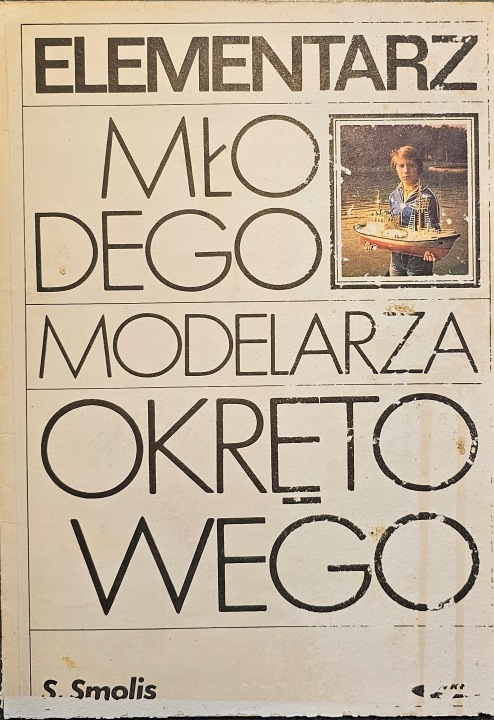 ELEMENTARZ
MŁO
DEGO
MODELARZA
OKRĘTO
WEGO
S. Smolis